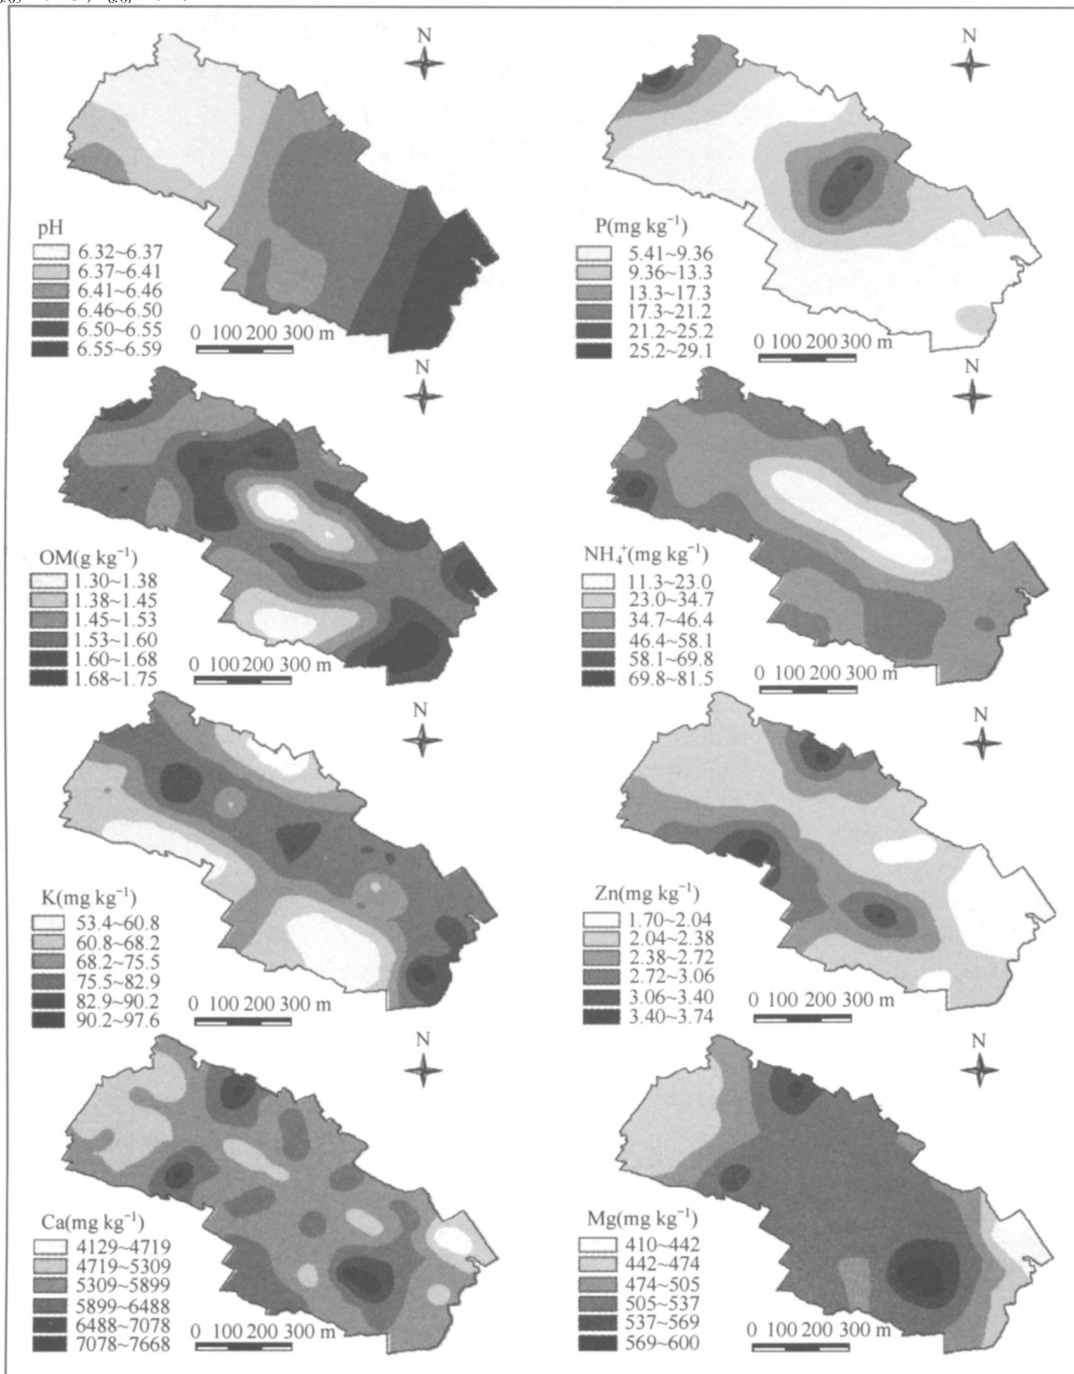 N
N
pH
6.32~6.37
6.37~6.41
6.41~6.46
6.46~6.50
6.50~6.55
6.55~6.59
0 100 200 300 m
P(mg kg⁻¹)
5.41~9.36
9.36~13.3
13.3~17.3
17.3~21.2
21.2~25.2
25.2~29.1
0 100 200 300 m
N
N
OM(g kg⁻¹)
1.30~1.38
1.38~1.45
1.45~1.53
1.53~1.60
1.60~1.68
1.68~1.75
0 100 200 300 m
NH₄⁺(mg kg⁻¹)
11.3~23.0
23.0~34.7
34.7~46.4
46.4~58.1
58.1~69.8
69.8~81.5
0 100 200 300 m
N
N
K(mg kg⁻¹)
53.4~60.8
60.8~68.2
68.2~75.5
75.5~82.9
82.9~90.2
90.2~97.6
0 100 200 300 m
Zn(mg kg⁻¹)
1.70~2.04
2.04~2.38
2.38~2.72
2.72~3.06
3.06~3.40
3.40~3.74
0 100 200 300 m
N
N
Ca(mg kg⁻¹)
4129~4719
4719~5309
5309~5899
5899~6488
6488~7078
7078~7668
0 100 200 300 m
Mg(mg kg⁻¹)
410~442
442~474
474~505
505~537
537~569
569~600
0 100 200 300 m